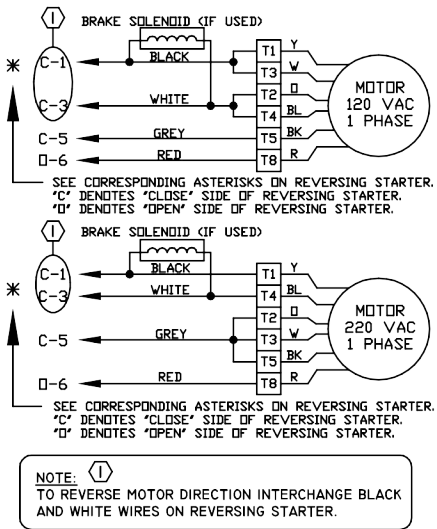 1 BRAKE SOLENOID (IF USED)
* C-1 BLACK T1 Y
T3 W
MOTOR
120 VAC
1 PHASE
C-3 WHITE T2 O
T4 BL
C-5 GREY T5 BK
O-6 RED T8 R
SEE CORRESPONDING ASTERISKS ON REVERSING STARTER.
"C" DENOTES "CLOSE" SIDE OF REVERSING STARTER.
"O" DENOTES "OPEN" SIDE OF REVERSING STARTER.
1 BRAKE SOLENOID (IF USED)
* C-1 BLACK T1 Y
C-3 WHITE T4 BL
T2 O
MOTOR
220 VAC
1 PHASE
C-5 GREY T3 W
T5 BK
O-6 RED T8 R
SEE CORRESPONDING ASTERISKS ON REVERSING STARTER.
"C" DENOTES "CLOSE" SIDE OF REVERSING STARTER.
"O" DENOTES "OPEN" SIDE OF REVERSING STARTER.
NOTE: 1
TO REVERSE MOTOR DIRECTION INTERCHANGE BLACK
AND WHITE WIRES ON REVERSING STARTER.